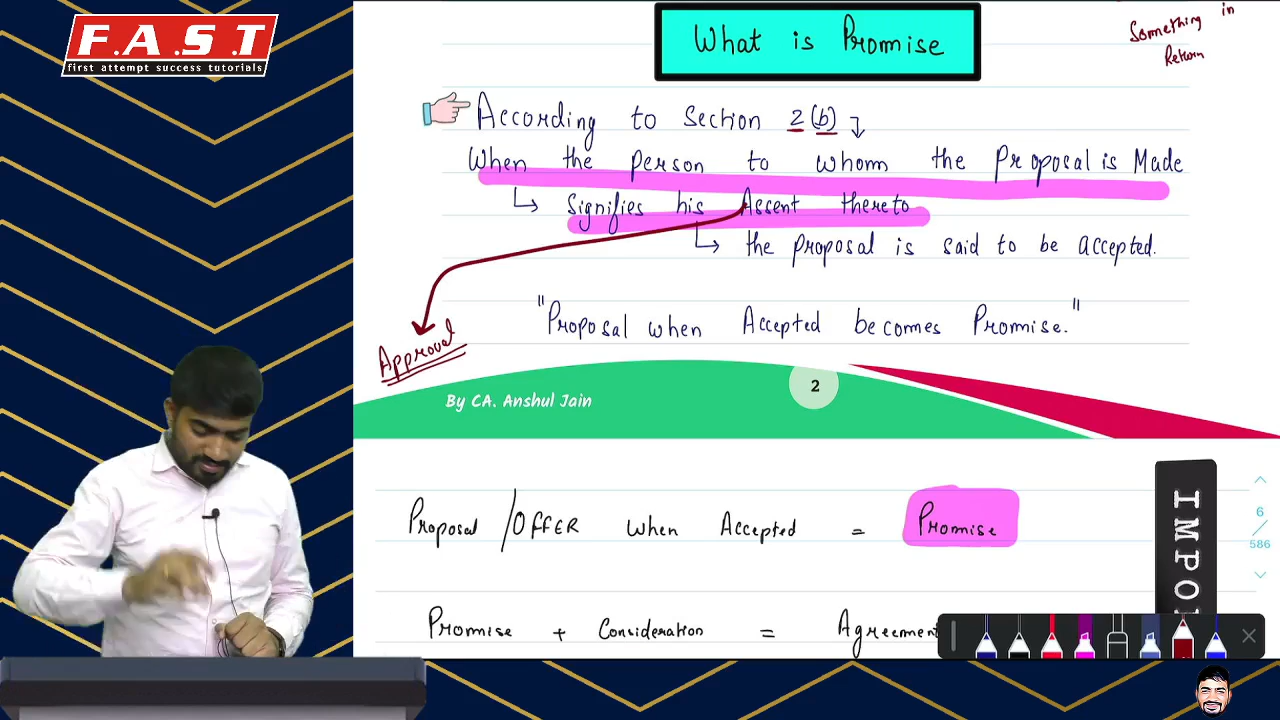 F.A.S.T
first attempt success tutorials
What is Promise
Something in
Return
According to Section 2(b)
When the Person to whom the Proposal is Made
Signifies his Assent thereto
the proposal is said to be accepted.
"Proposal when Accepted becomes Promise."
Approval
By CA. Anshul Jain
2
Proposal / OFFER When Accepted = Promise
Promise + Consideration = Agreement
IMPO
6
/
586